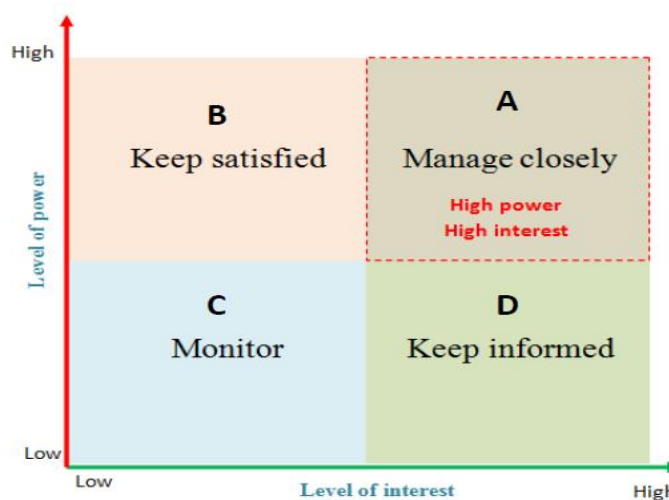 High
B
Keep satisfied
A
Manage closely
High power
High interest
Level of power
C
Monitor
D
Keep informed
Low
Low
Level of interest
High